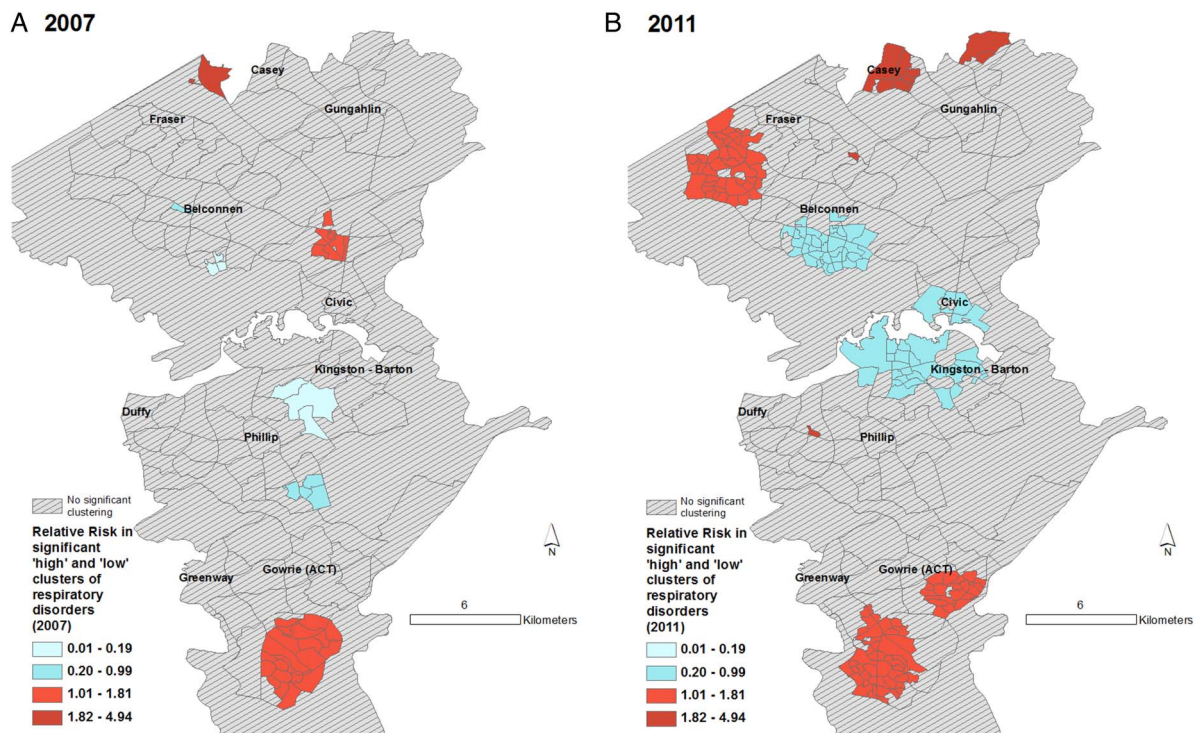 A 2007
Casey
Gungahlin
Fraser
Belconnen
Civic
Kingston - Barton
Duffy
Phillip
No significant
clustering
Relative Risk in
significant
'high' and 'low'
clusters of
respiratory
disorders
(2007)
0.01 - 0.19
0.20 - 0.99
1.01 - 1.81
1.82 - 4.94
Greenway
Gowrie (ACT)
N
6
Kilometers
B 2011
Casey
Gungahlin
Fraser
Belconnen
Civic
Kingston - Barton
Duffy
Phillip
No significant
clustering
Relative Risk in
significant
'high' and 'low'
clusters of
respiratory
disorders
(2011)
0.01 - 0.19
0.20 - 0.99
1.01 - 1.81
1.82 - 4.94
Greenway
Gowrie (ACT)
N
6
Kilometers